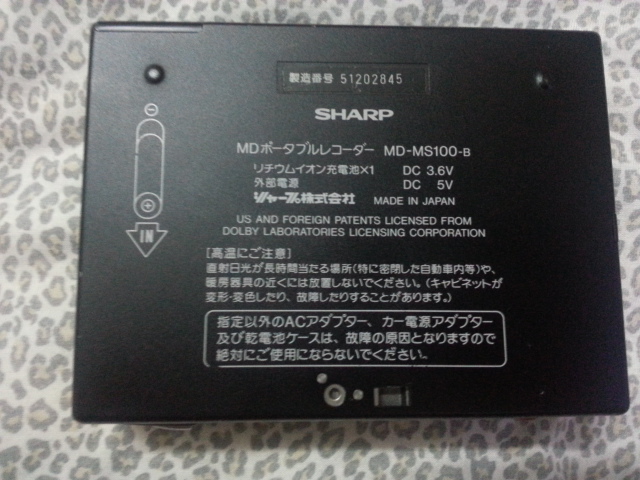 製造番号 51202845
SHARP
MDポータブルレコーダー MD-MS100-B
リチウムイオン充電池×1 DC 3.6V
外部電源 DC 5V
シャープ株式会社 MADE IN JAPAN
US AND FOREIGN PATENTS LICENSED FROM
DOLBY LABORATORIES LICENSING CORPORATION
[高温にご注意]
直射日光が長時間当たる場所(特に密閉した自動車内等)や、
暖房器具の近くには放置しないでください。(キャビネットが
変形・変色したり、故障したりすることがあります。)
指定以外のACアダプター、カー電源アダプター
及び乾電池ケースは、故障の原因となりますので
絶対にご使用にならないでください。
⊖
⊕
IN